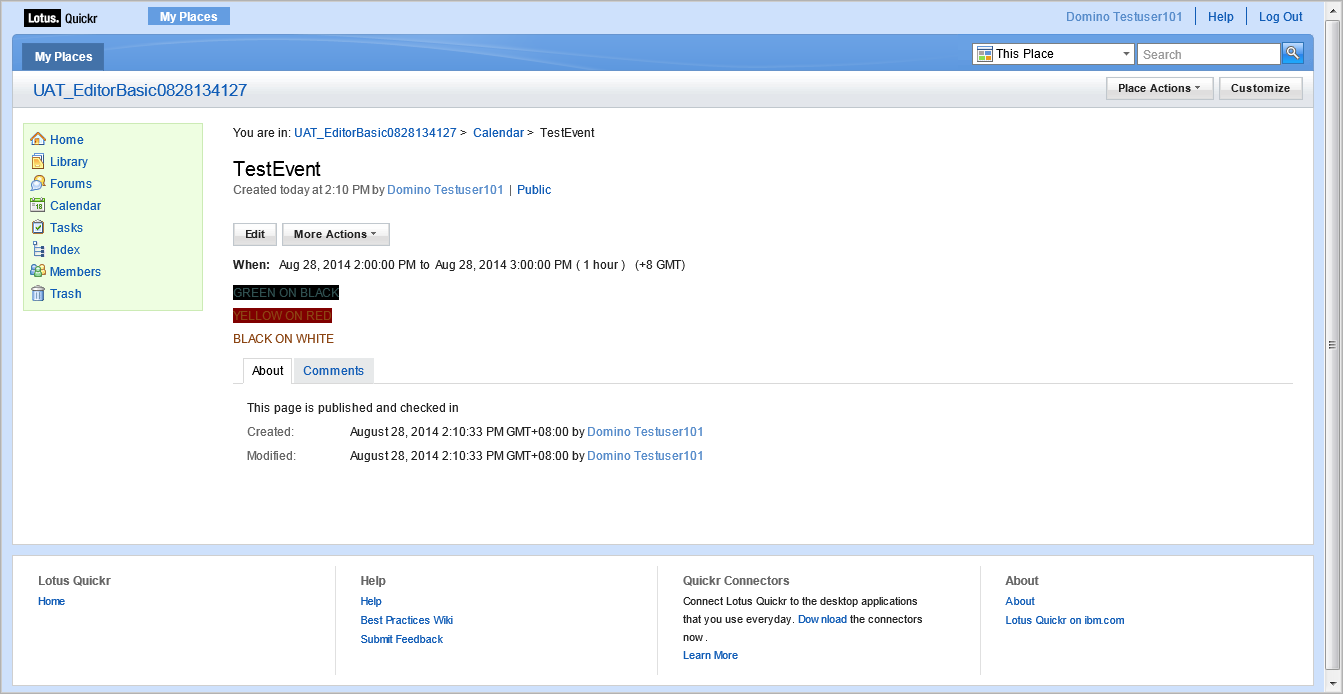 Lotus. Quickr My Places Domino Testuser101 Help Log Out
My Places This Place Search
UAT_EditorBasic0828134127 Place Actions Customize
Home
Library
Forums
Calendar
Tasks
Index
Members
Trash
You are in: UAT_EditorBasic0828134127 > Calendar > TestEvent
TestEvent
Created today at 2:10 PM by Domino Testuser101 | Public
Edit More Actions
When: Aug 28, 2014 2:00:00 PM to Aug 28, 2014 3:00:00 PM ( 1 hour ) (+8 GMT)
GREEN ON BLACK
YELLOW ON RED
BLACK ON WHITE
About Comments
This page is published and checked in
Created: August 28, 2014 2:10:33 PM GMT+08:00 by Domino Testuser101
Modified: August 28, 2014 2:10:33 PM GMT+08:00 by Domino Testuser101
Lotus Quickr
Home
Help
Help
Best Practices Wiki
Submit Feedback
Quickr Connectors
Connect Lotus Quickr to the desktop applications
that you use everyday. Download the connectors
now.
Learn More
About
About
Lotus Quickr on ibm.com